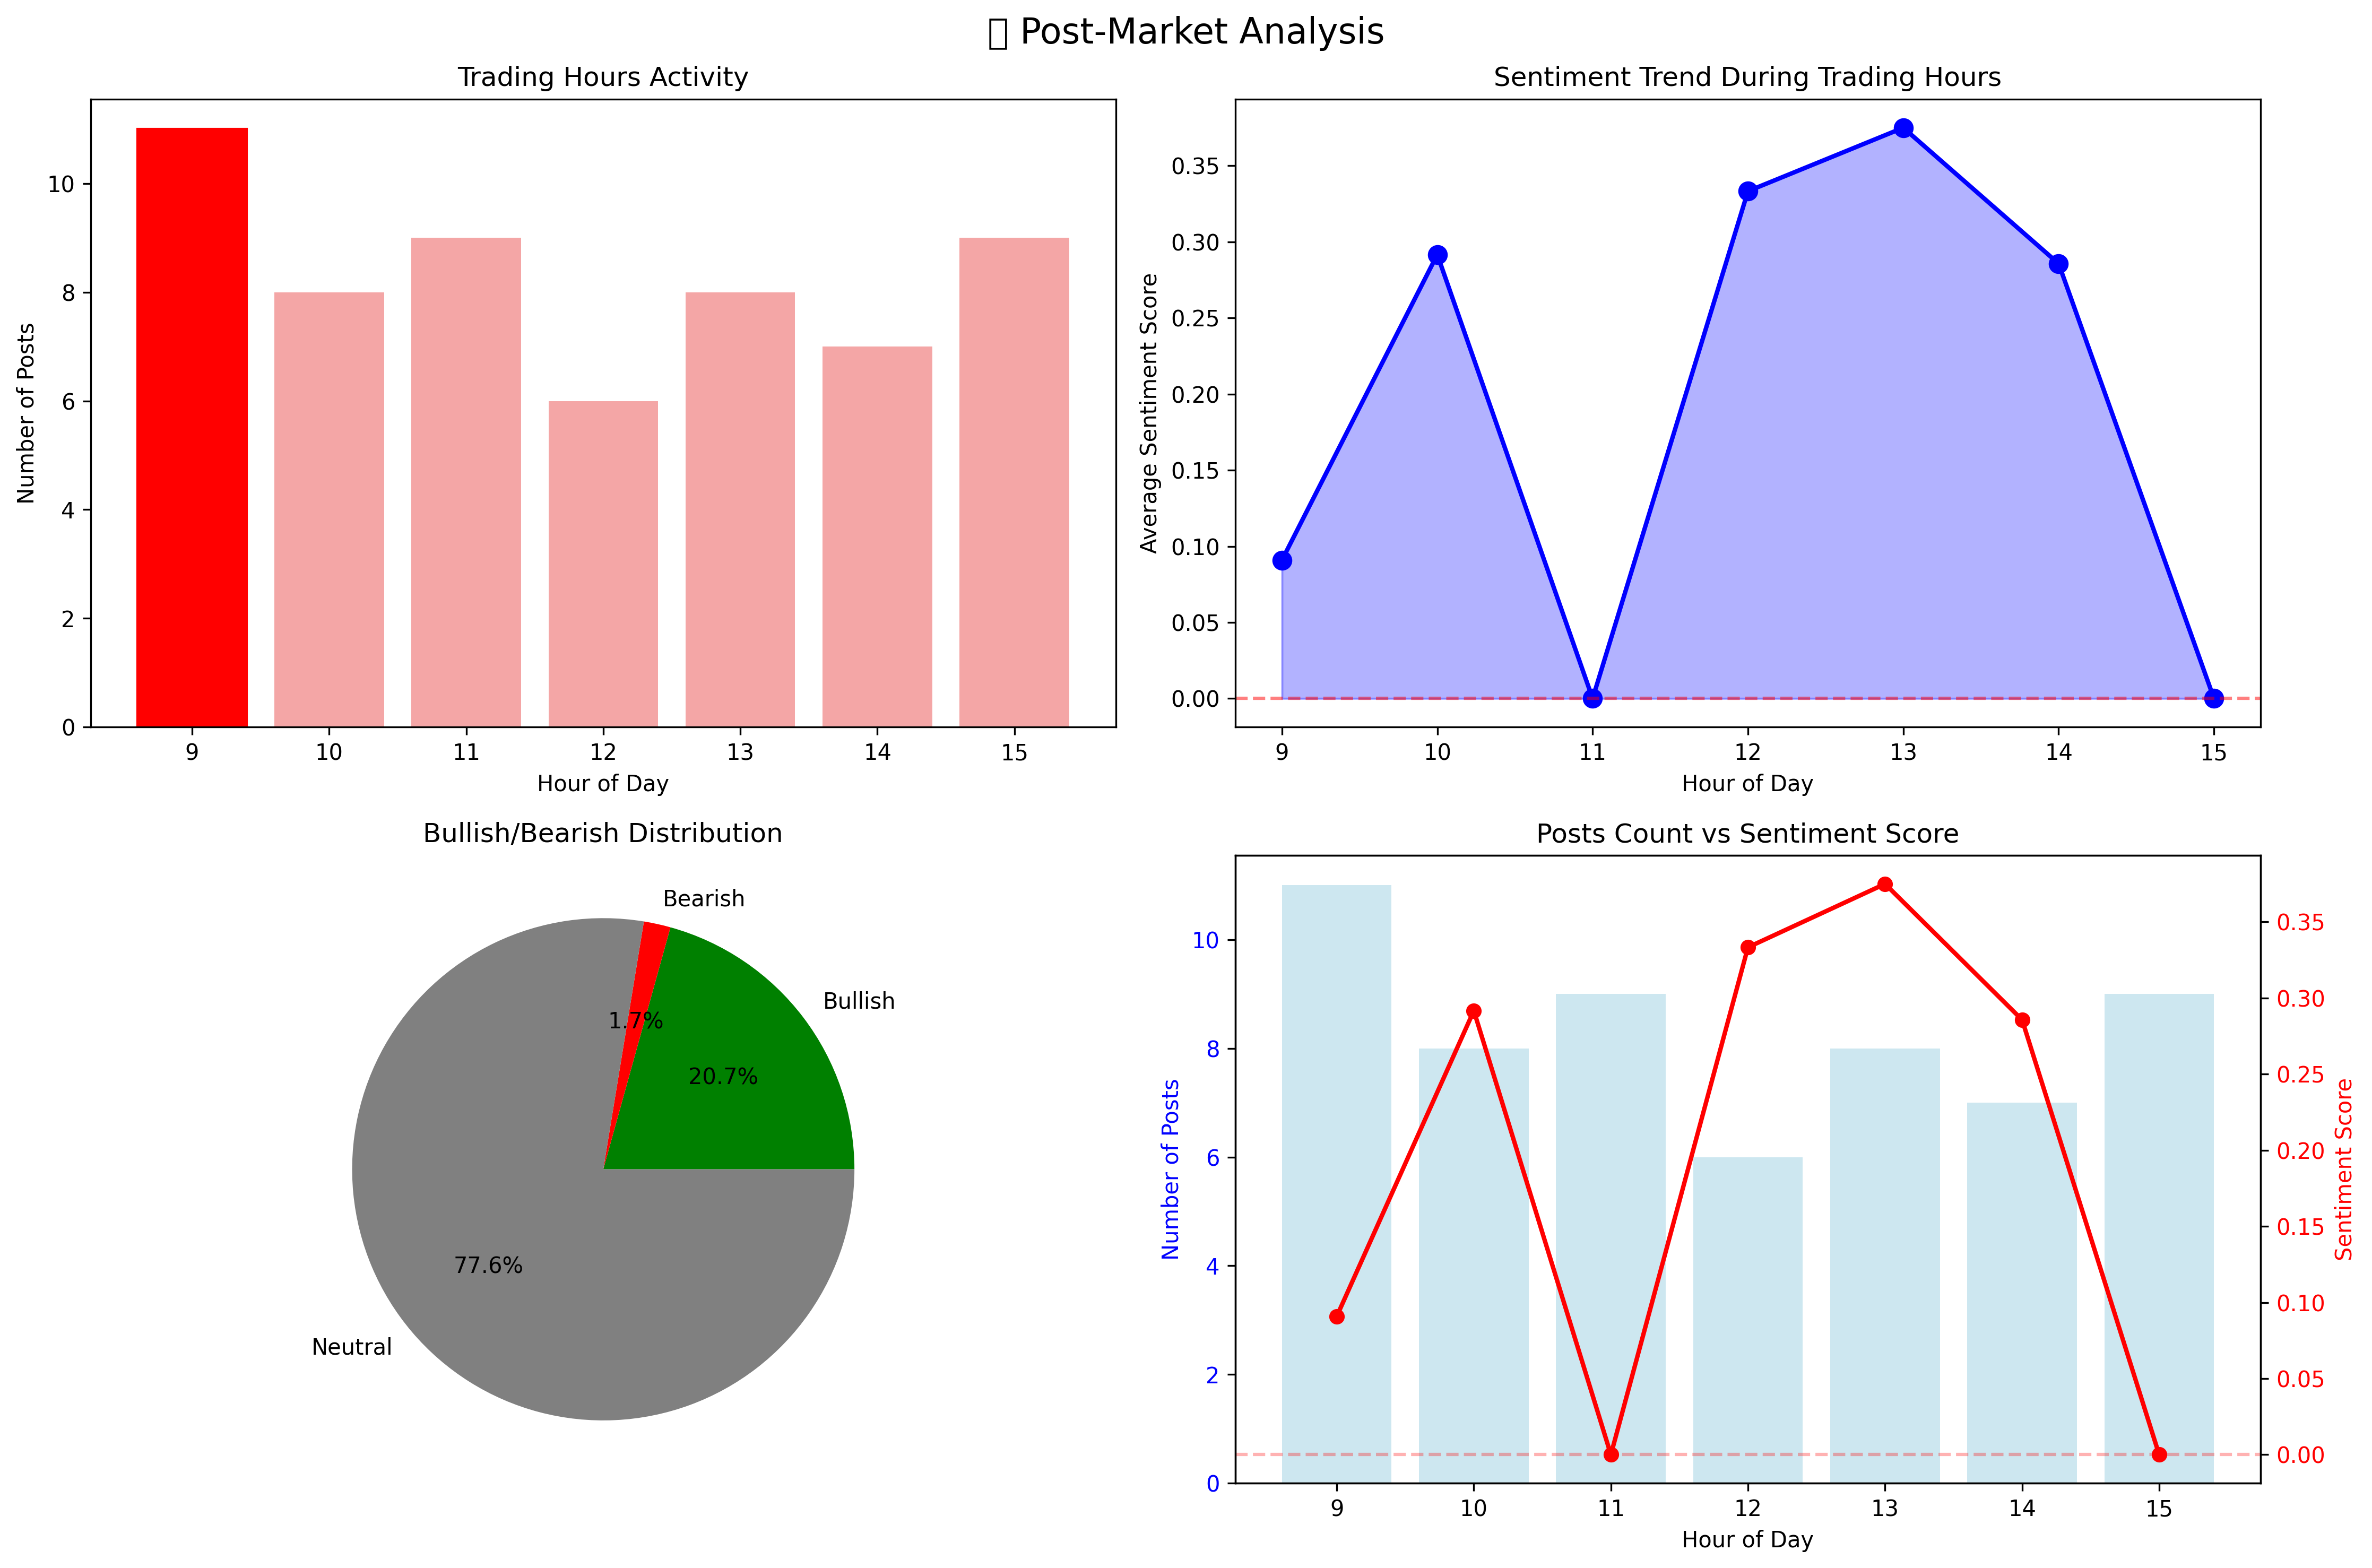 ▯ Post-Market Analysis
Trading Hours Activity
Number of Posts
10
8
6
4
2
0
9 10 11 12 13 14 15
Hour of Day
Sentiment Trend During Trading Hours
Average Sentiment Score
0.35
0.30
0.25
0.20
0.15
0.10
0.05
0.00
9 10 11 12 13 14 15
Hour of Day
Bullish/Bearish Distribution
Bearish
Bullish
1.7%
20.7%
77.6%
Neutral
Posts Count vs Sentiment Score
Number of Posts
10
8
6
4
2
0
0.35
0.30
0.25
0.20
0.15
0.10
0.05
0.00
Sentiment Score
9 10 11 12 13 14 15
Hour of Day